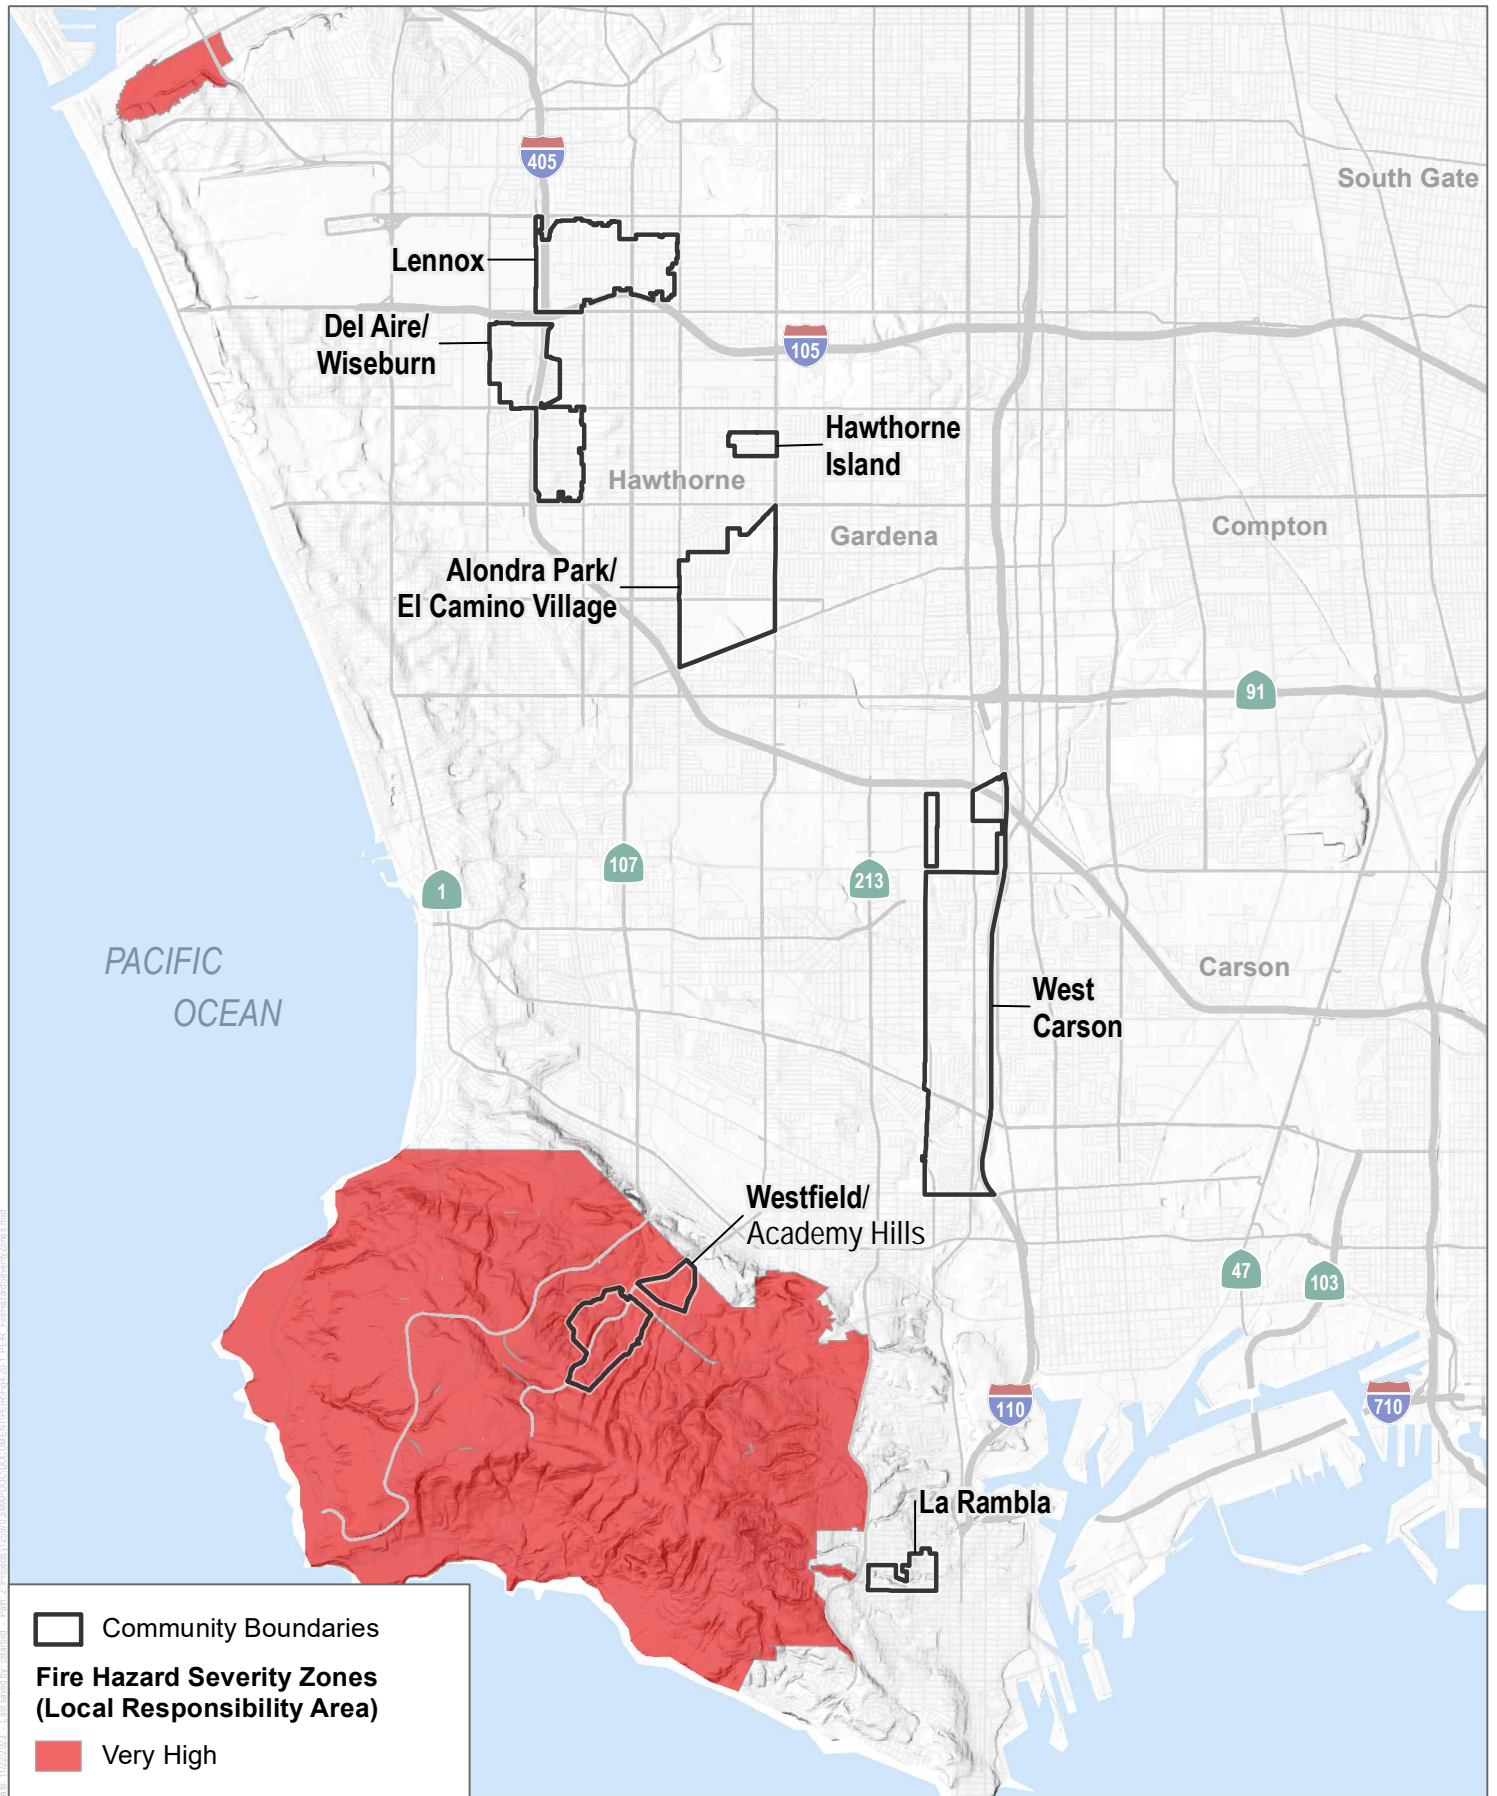 405
South Gate
Lennox
Del Aire/
Wiseburn
105
Hawthorne
Island
Hawthorne
Gardena
Compton
Alondra Park/
El Camino Village
91
107
213
1
PACIFIC
OCEAN
Carson
West
Carson
Westfield/
Academy Hills
47
103
110
710
La Rambla
Community Boundaries
Fire Hazard Severity Zones
(Local Responsibility Area)
Very High